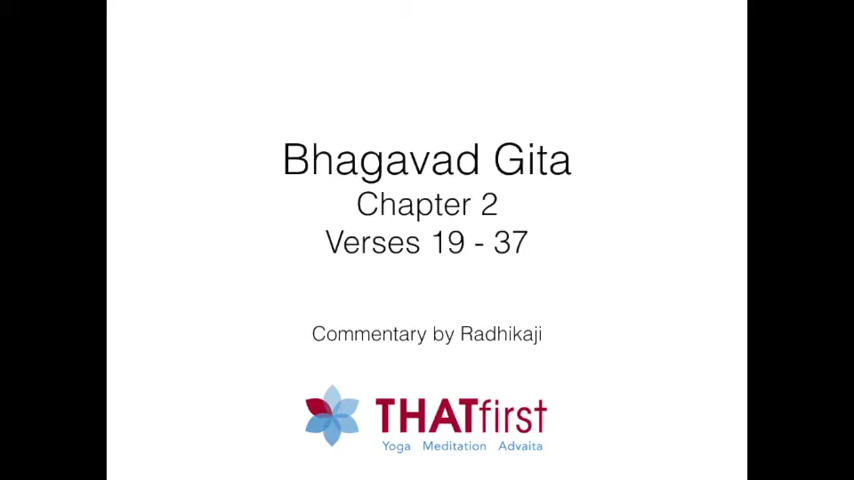 Bhagavad Gita
Chapter 2
Verses 19 - 37
Commentary by Radhikaji
THATfirst
Yoga Meditation Advaita